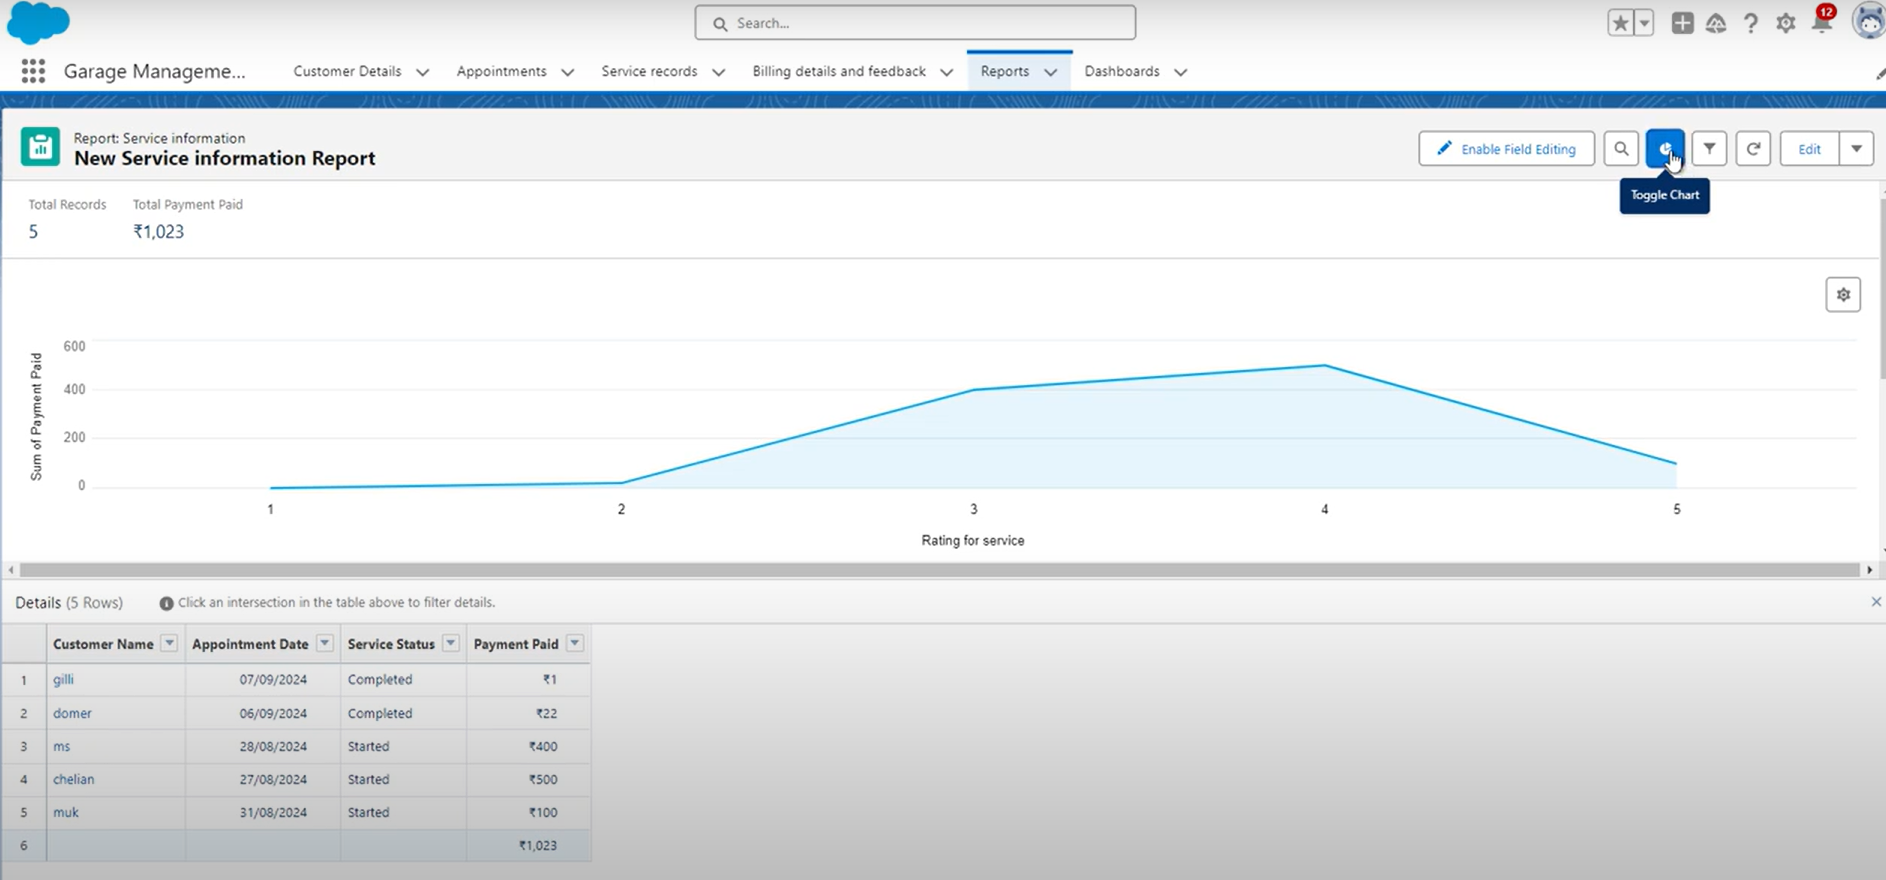 Search...
12
Garage Manageme...
Customer Details
Appointments
Service records
Billing details and feedback
Reports
Dashboards
Report: Service information
New Service information Report
Enable Field Editing
Edit
Toggle Chart
Total Records
Total Payment Paid
5
₹1,023
Sum of Payment Paid
600
400
200
0
1 2 3 4 5
Rating for service
Details (5 Rows)
Click an intersection in the table above to filter details.
Customer Name Appointment Date Service Status Payment Paid
1 gilli 07/09/2024 Completed ₹1
2 domer 06/09/2024 Completed ₹22
3 ms 28/08/2024 Started ₹400
4 chelian 27/08/2024 Started ₹500
5 muk 31/08/2024 Started ₹100
6 ₹1,023